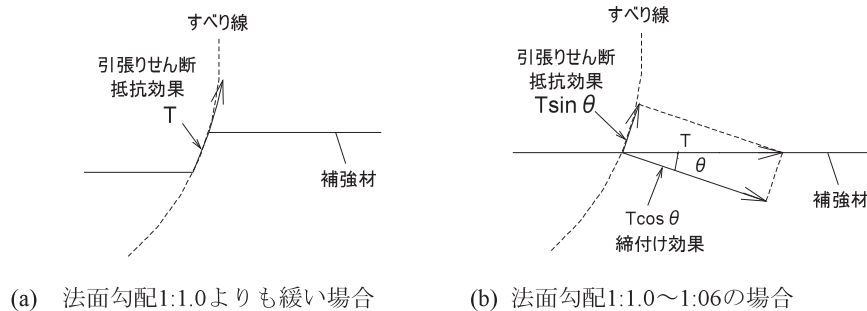 すべり線
引張りせん断
抵抗効果
T
補強材
(a) 法面勾配1:1.0よりも緩い場合
すべり線
引張りせん断
抵抗効果
Tsin θ
T
θ
補強材
Tcos θ
締付け効果
(b) 法面勾配1:1.0～1:06の場合